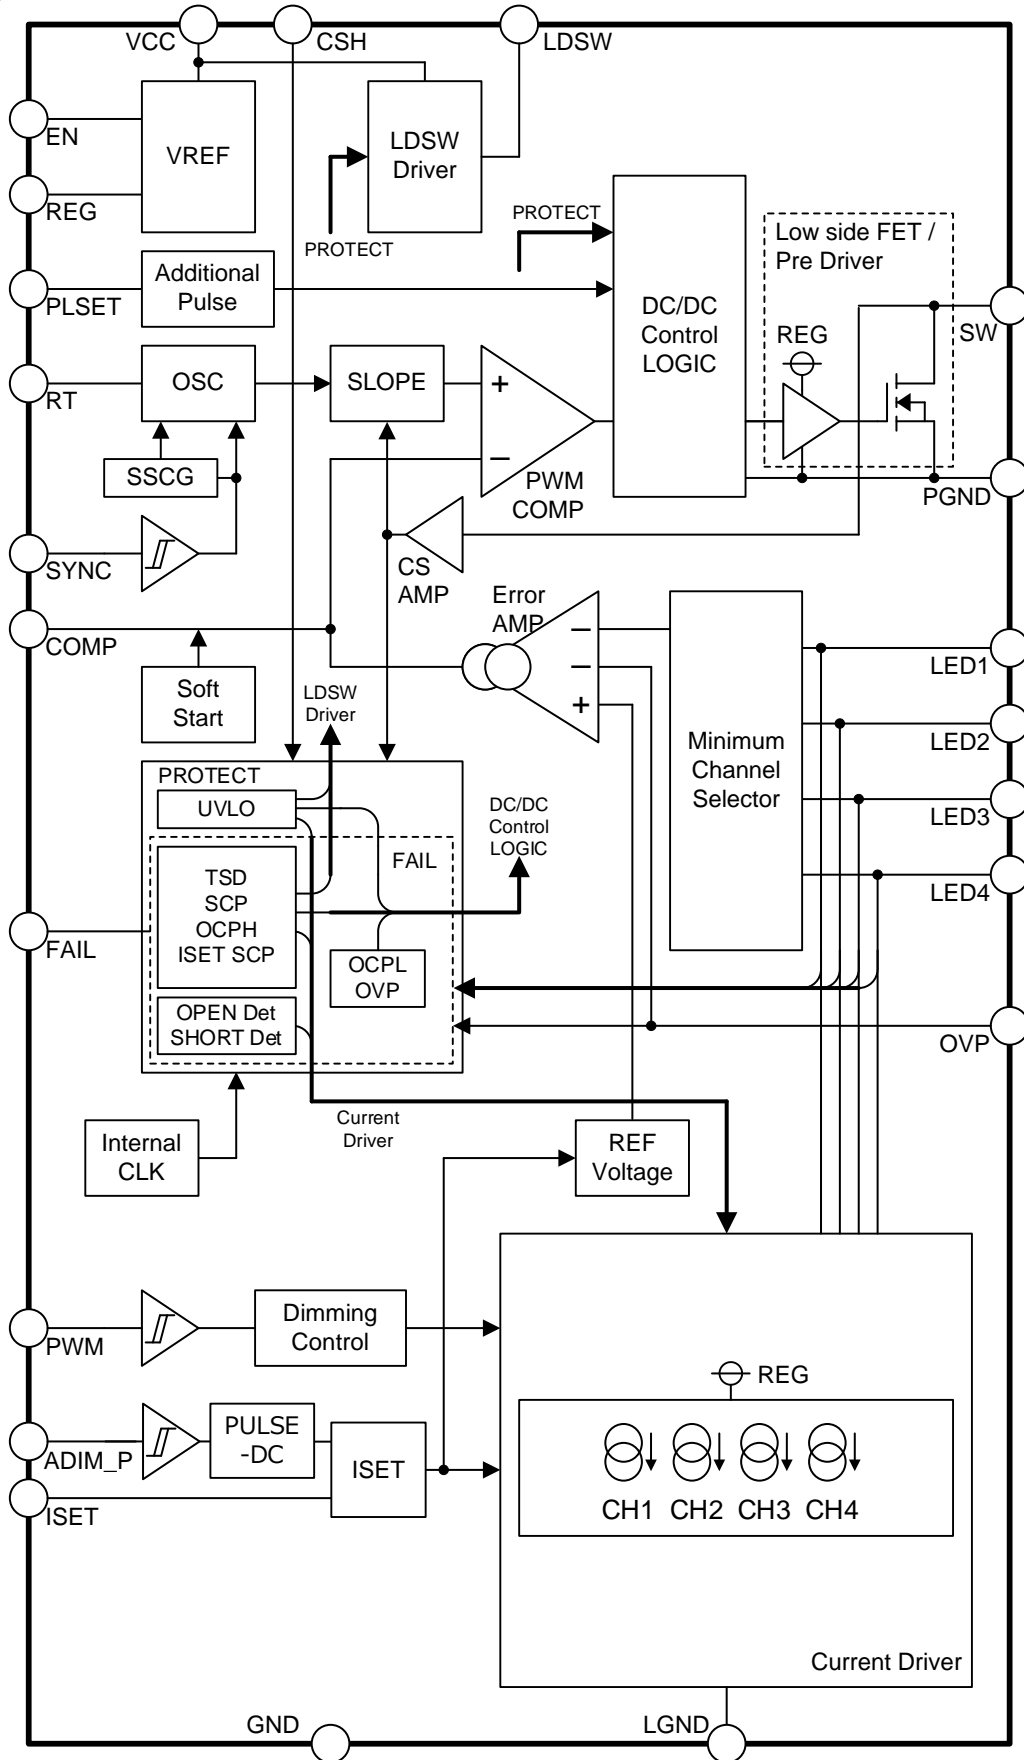 VCC
CSH
LDSW
EN
VREF
LDSW
Driver
REG
PROTECT
PROTECT
Low side FET /
Pre Driver
Additional
Pulse
PLSET
DC/DC
Control
LOGIC
REG
SW
OSC
SLOPE
+
RT
SSCG
−
PWM
COMP
PGND
SYNC
CS
AMP
Error
AMP
−
COMP
LED1
−
Soft
Start
LDSW
Driver
+
Minimum
Channel
Selector
LED2
PROTECT
UVLO
DC/DC
Control
LOGIC
LED3
FAIL
TSD
SCP
OCPH
ISET SCP
LED4
FAIL
OCPL
OVP
OPEN Det
SHORT Det
OVP
Current
Driver
Internal
CLK
REF
Voltage
PWM
Dimming
Control
REG
ADIM_P
PULSE
-DC
ISET
ISET
CH1 CH2 CH3 CH4
Current Driver
GND
LGND